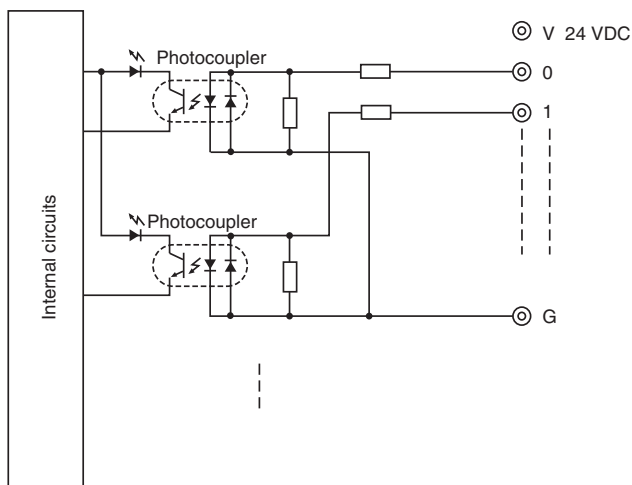 V 24 VDC
Photocoupler
0
1
Photocoupler
Internal circuits
G